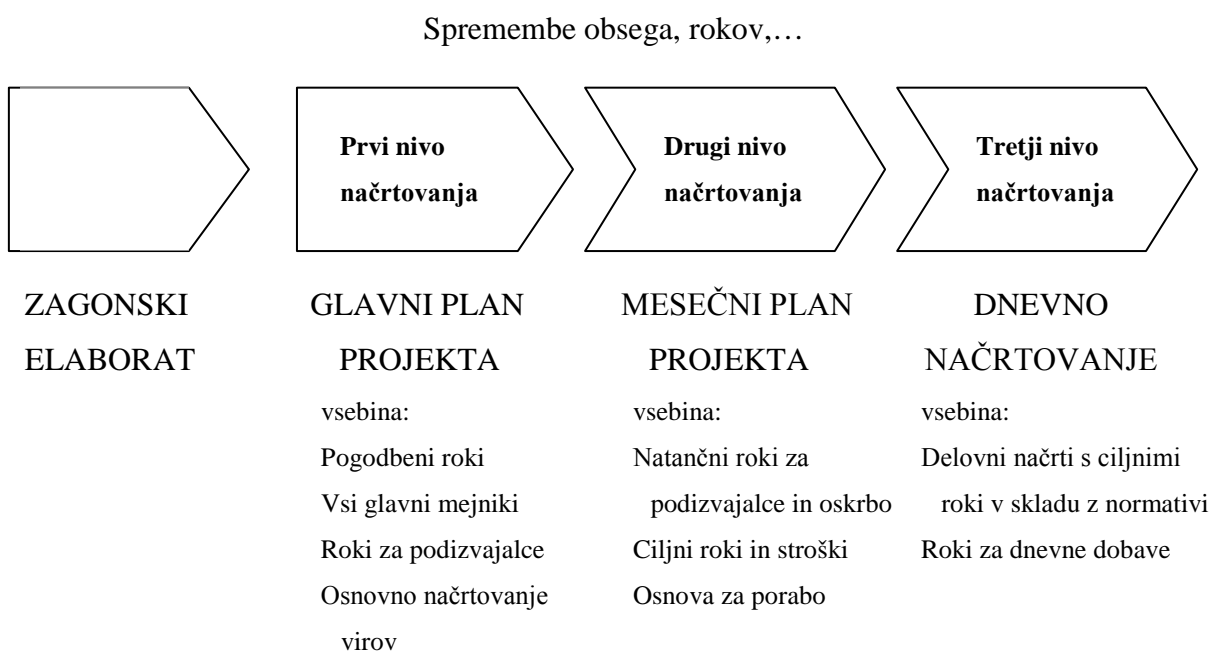 Spremembe obsega, rokov,…
Prvi nivo
načrtovanja
Drugi nivo
načrtovanja
Tretji nivo
načrtovanja
ZAGONSKI
ELABORAT
GLAVNI PLAN
PROJEKTA
vsebina:
Pogodbeni roki
Vsi glavni mejniki
Roki za podizvajalce
Osnovno načrtovanje
virov
MESEČNI PLAN
PROJEKTA
vsebina:
Natančni roki za
podizvajalce in oskrbo
Ciljni roki in stroški
Osnova za porabo
DNEVNO
NAČRTOVANJE
vsebina:
Delovni načrti s ciljnimi
roki v skladu z normativi
Roki za dnevne dobave